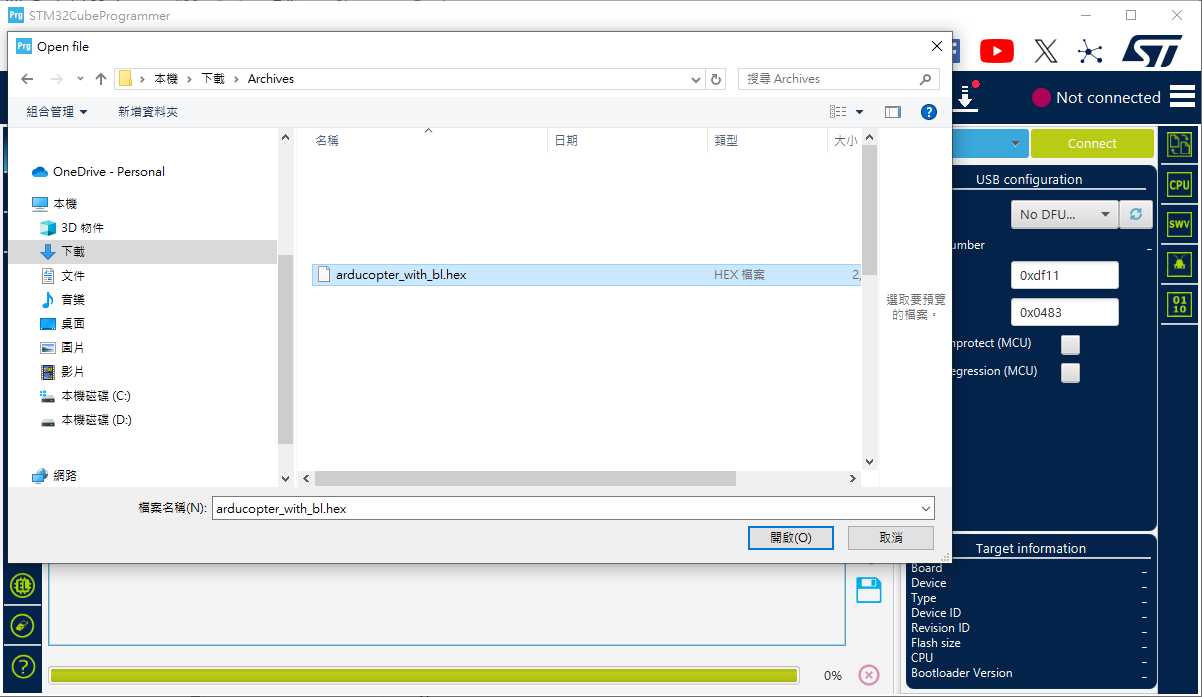 Prg STM32CubeProgrammer
Prg Open file
本機 下載 Archives
搜尋 Archives
組合管理 新增資料夾
Not connected
名稱 日期 類型 大小
Connect
OneDrive - Personal
USB configuration
本機
CPU
No DFU...
3D 物件
SWV
下載
umber
-
arducopter_with_bl.hex HEX 檔案 2,
文件
0xdf11
音樂
選取要預覽
的檔案。
01
10
0x0483
桌面
圖片
nprotect (MCU)
影片
egression (MCU)
本機磁碟 (C:)
本機磁碟 (D:)
網路
檔案名稱(N): arducopter_with_bl.hex
開啟(O) 取消
Target information
Board -
Device -
Type -
Device ID -
Revision ID -
Flash size -
CPU -
Bootloader Version -
EL
0%